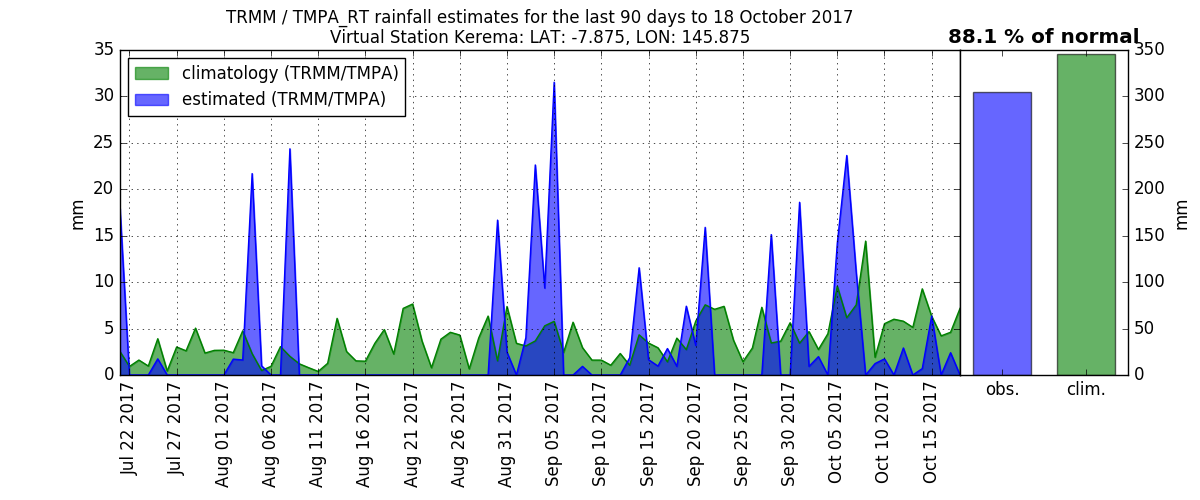 TRMM / TMPA_RT rainfall estimates for the last 90 days to 18 October 2017
Virtual Station Kerema: LAT: -7.875, LON: 145.875
88.1 % of normal
climatology (TRMM/TMPA)
estimated (TRMM/TMPA)
35
30
25
20
15
10
5
0
mm
350
300
250
200
150
100
50
0
mm
Jul 22 2017
Jul 27 2017
Aug 01 2017
Aug 06 2017
Aug 11 2017
Aug 16 2017
Aug 21 2017
Aug 26 2017
Aug 31 2017
Sep 05 2017
Sep 10 2017
Sep 15 2017
Sep 20 2017
Sep 25 2017
Sep 30 2017
Oct 05 2017
Oct 10 2017
Oct 15 2017
obs.
clim.